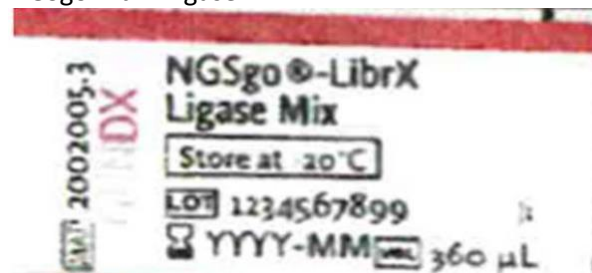 NGSgo®-LibrX
Ligase Mix
Store at -20°C
LOT 1234567899
YYYY-MM VOL 360 µL
2002005.3
DX